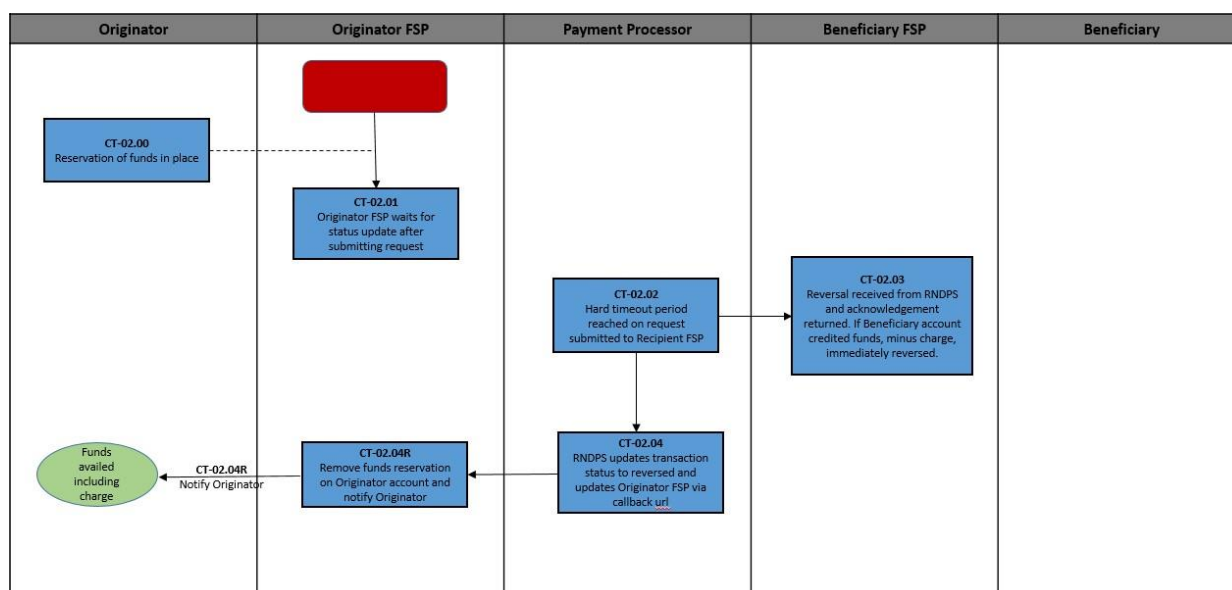 Originator
Originator FSP
Payment Processor
Beneficiary FSP
Beneficiary
CT-02.00
Reservation of funds in place
CT-02.01
Originator FSP waits for
status update after
submitting request
CT-02.02
Hard timeout period
reached on request
submitted to Recipient FSP
CT-02.03
Reversal received from RNDPS
and acknowledgement
returned. If Beneficiary account
credited funds, minus charge,
immediately reversed.
CT-02.04
RNDPS updates transaction
status to reversed and
updates Originator FSP via
callback url
CT-02.04R
Remove funds reservation
on Originator account and
notify Originator
CT-02.04R
Notify Originator
Funds
availed
including
charge